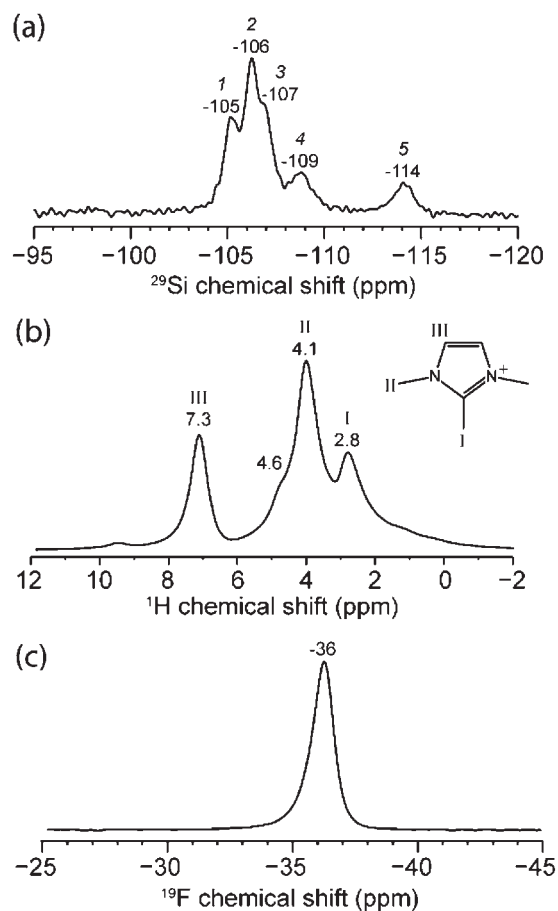 (a)
2
-106
1
3
-105
-107
4
-109
5
-114
−95 −100 −105 −110 −115 −120
²⁹Si chemical shift (ppm)
(b)
II
4.1
III
7.3
I
2.8
4.6
III
II
N
N
+
I
12 10 8 6 4 2 0 −2
¹H chemical shift (ppm)
(c)
-36
−25 −30 −35 −40 −45
¹⁹F chemical shift (ppm)